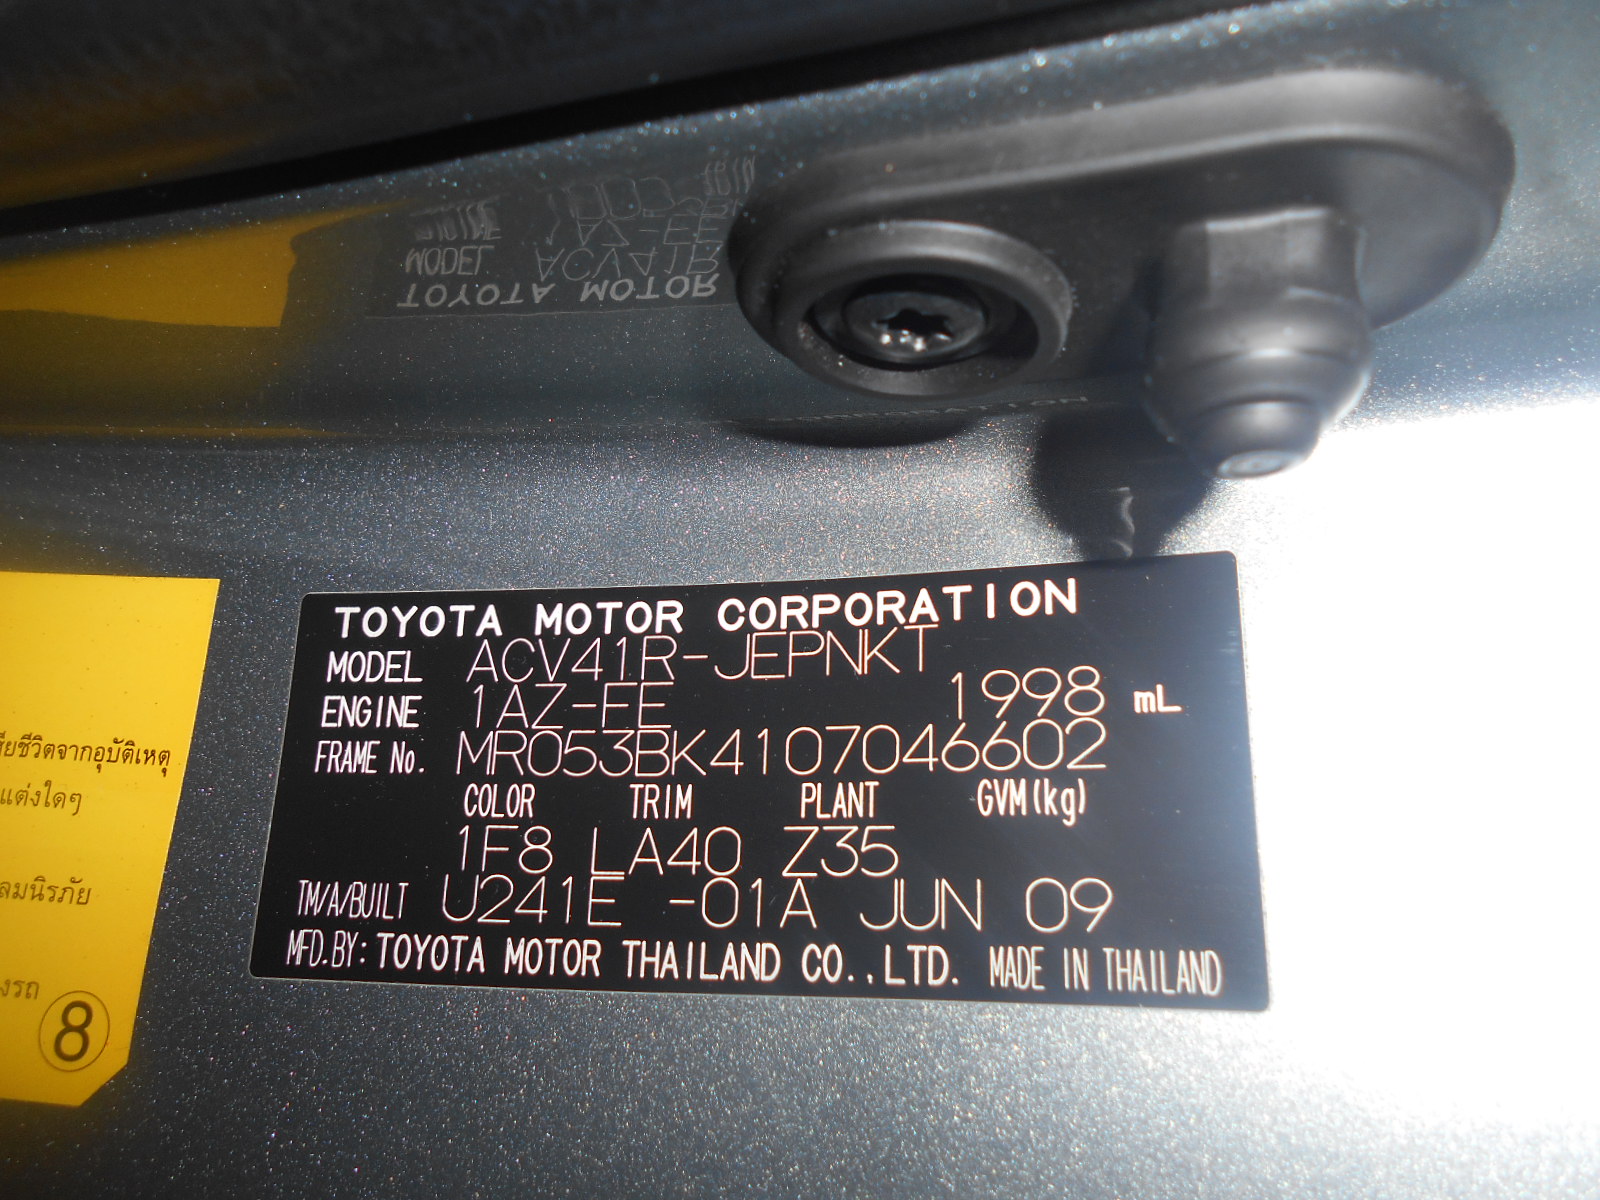 TOYOTA MOTOR CORPORATION
MODEL ACV41R-JEPNKT
ENGINE 1AZ-FE 1998 mL
FRAME No. MR053BK4107046602
COLOR TRIM PLANT GVM(kg)
1F8 LA40 Z35
TM/A/BUILT U241E -01A JUN 09
MFD.BY: TOYOTA MOTOR THAILAND CO.,LTD. MADE IN THAILAND
ชีวิตจากอุบัติเหตุ
แต่งใดๆ
ลมนิรภัย
งรถ
8